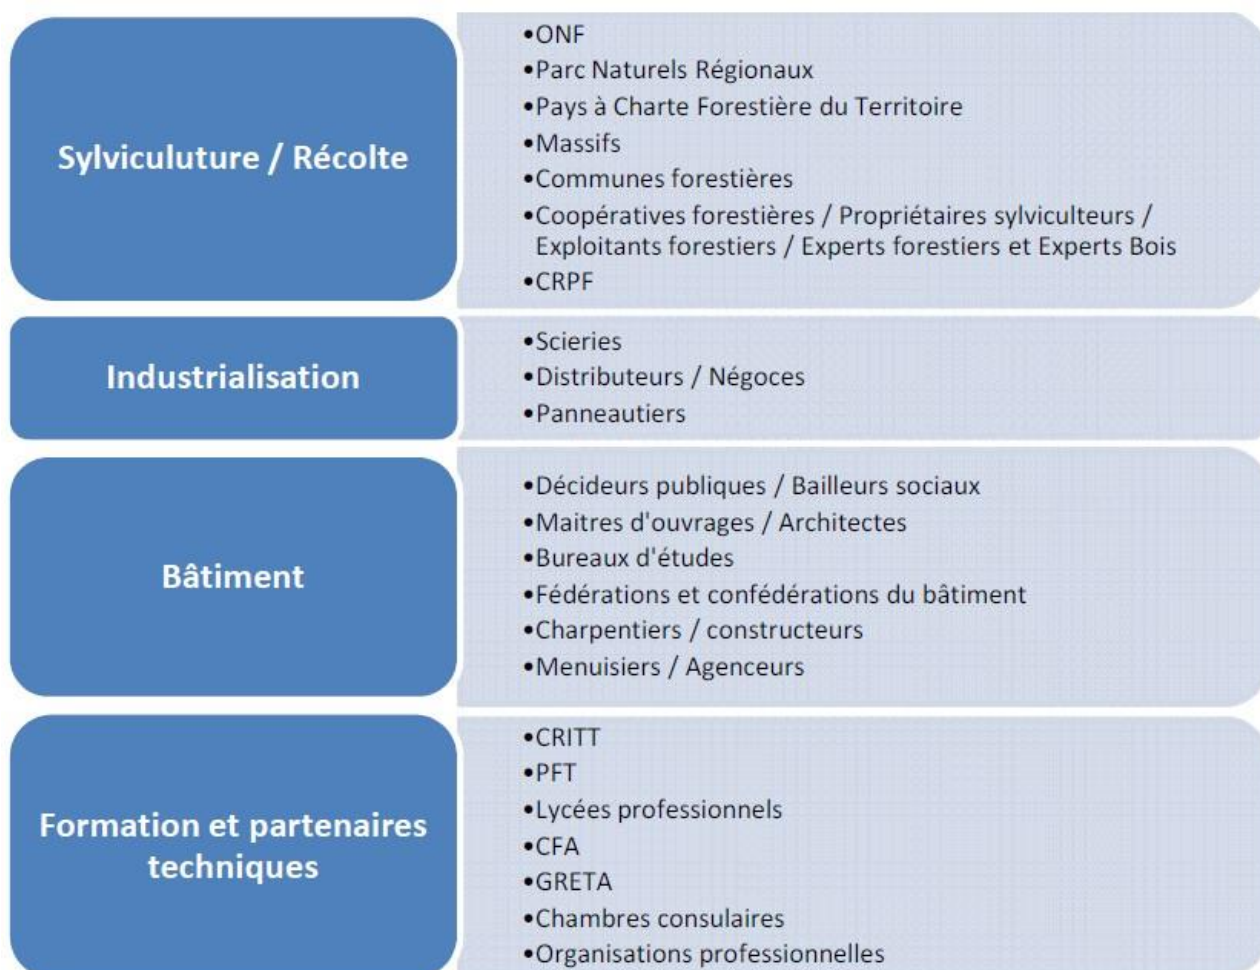 Sylviculuture / Récolte
•ONF
•Parc Naturels Régionaux
•Pays à Charte Forestière du Territoire
•Massifs
•Communes forestières
•Coopératives forestières / Propriétaires sylviculteurs /
Exploitants forestiers / Experts forestiers et Experts Bois
•CRPF
Industrialisation
•Scieries
•Distributeurs / Négoces
•Panneautiers
Bâtiment
•Décideurs publiques / Bailleurs sociaux
•Maitres d'ouvrages / Architectes
•Bureaux d'études
•Fédérations et confédérations du bâtiment
•Charpentiers / constructeurs
•Menuisiers / Agenceurs
Formation et partenaires
techniques
•CRITT
•PFT
•Lycées professionnels
•CFA
•GRETA
•Chambres consulaires
•Organisations professionnelles